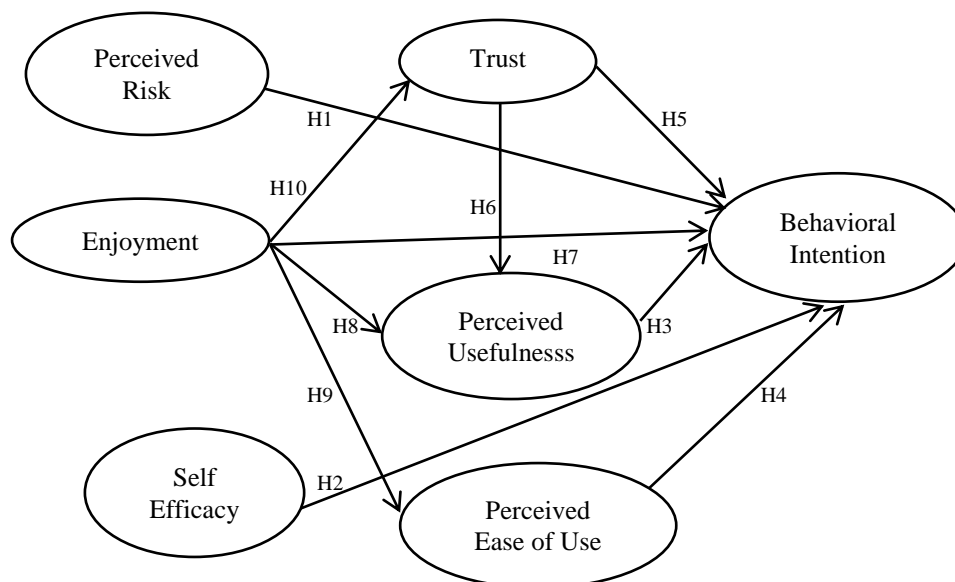 Perceived
Risk
Trust
H1
H5
H10
H6
Enjoyment
Behavioral
Intention
H7
H8
Perceived
Usefulnesss
H3
H9
H4
Self
Efficacy
H2
Perceived
Ease of Use